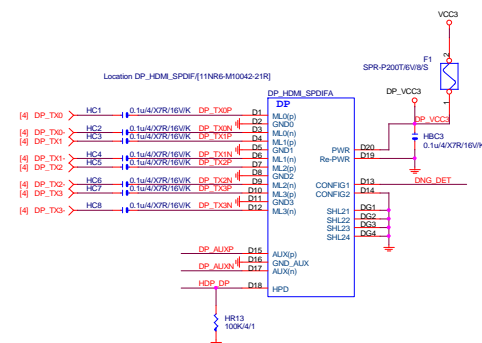 VCC3
F1
SPR-P200T/6V/8/S
2
1
Location DP_HDMI_SPDIF/[11NR6-M10042-21R]
DP_VCC3
DP_HDMI_SPDIFA
DP
DP_VCC3
HBC3
0.1u/4/X7R/16V/K
[4] DP_TX0 HC1 0.1u/4/X7R/16V/K DP_TX0P D1 ML0(p)
D2 GND0
[4] DP_TX0- HC2 0.1u/4/X7R/16V/K DP_TX0N D3 ML0(n)
[4] DP_TX1 HC3 0.1u/4/X7R/16V/K DP_TX1P D4 ML1(p)
D5 GND1
[4] DP_TX1- HC4 0.1u/4/X7R/16V/K DP_TX1N D6 ML1(n)
[4] DP_TX2 HC5 0.1u/4/X7R/16V/K DP_TX2P D7 ML2(p)
D8 GND2
[4] DP_TX2- HC6 0.1u/4/X7R/16V/K DP_TX2N D9 ML2(n)
[4] DP_TX3 HC7 0.1u/4/X7R/16V/K DP_TX3P D10 ML3(p)
D11 GND3
[4] DP_TX3- HC8 0.1u/4/X7R/16V/K DP_TX3N D12 ML3(n)
PWR D20
Re-PWR D19
CONFIG1 D13 DNG_DET
CONFIG2 D14
SHL21 DG1
SHL22 DG2
SHL23 DG3
SHL24 DG4
DP_AUXP D15 AUX(p)
D16 GND_AUX
DP_AUXN D17 AUX(n)
HDP_DP D18 HPD
HR13
100K/4/1